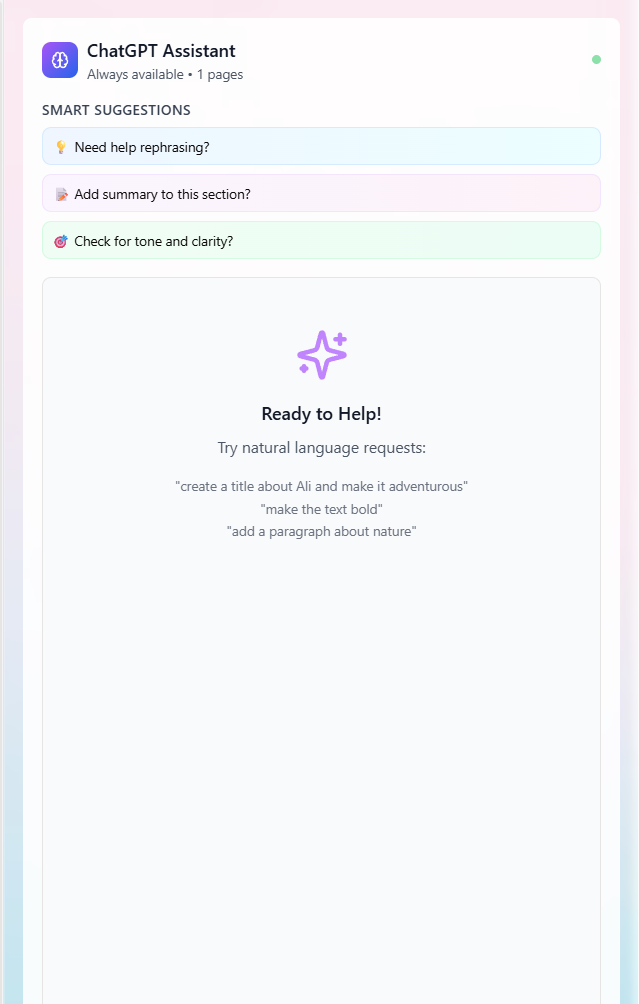 ChatGPT Assistant
Always available • 1 pages
SMART SUGGESTIONS
💡 Need help rephrasing?
📝 Add summary to this section?
🎯 Check for tone and clarity?
Ready to Help!
Try natural language requests:
"create a title about Ali and make it adventurous"
"make the text bold"
"add a paragraph about nature"